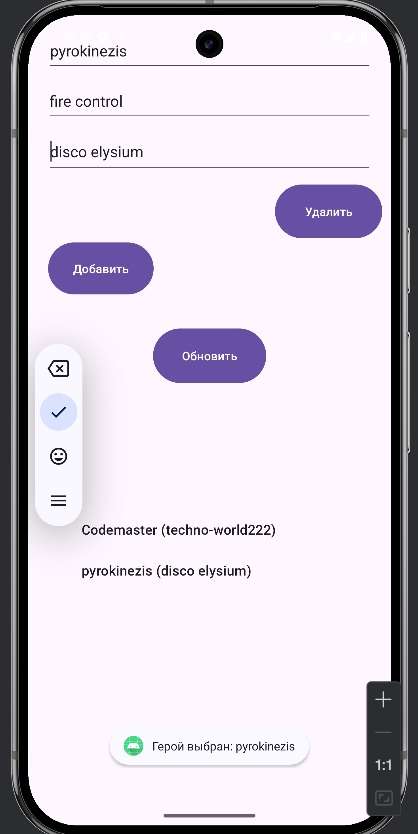 pyrokinezis
fire control
disco elysium
Удалить
Добавить
Обновить
Codemaster (techno-world222)
pyrokinezis (disco elysium)
Герой выбран: pyrokinezis
1:1